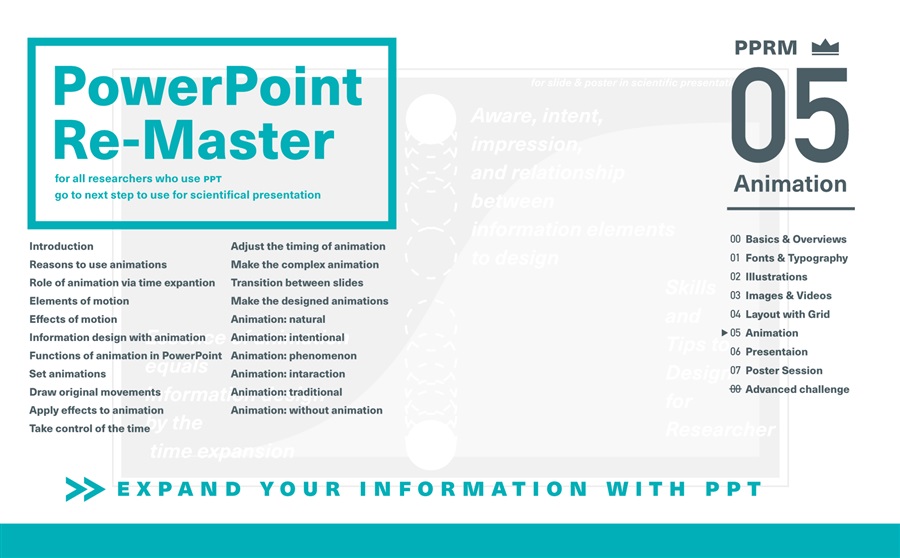 PowerPoint
Re-Master
for all researchers who use PPT
go to next step to use for scientifical presentation
Introduction
Reasons to use animations
Role of animation via time expantion
Elements of motion
Effects of motion
Information design with animation
Functions of animation in PowerPoint
Set animations
Draw original movements
Apply effects to animation
Take control of the time
Adjust the timing of animation
Make the complex animation
Transition between slides
Make the designed animations
Animation: natural
Animation: intentional
Animation: phenomenon
Animation: intaraction
Animation: traditional
Animation: without animation
for slide & poster in scientific
Aware, intent,
impression,
and relationship
between
information elements
to design
equals
information design
by the
time expansion
Skills
and
Tips to
Design
for
Researcher
PPRM
05
Animation
00 Basics & Overviews
01 Fonts & Typography
02 Illustrations
03 Images & Videos
04 Layout with Grid
05 Animation
06 Presentaion
07 Poster Session
00 Advanced challenge
EXPAND YOUR INFORMATION WITH PPT